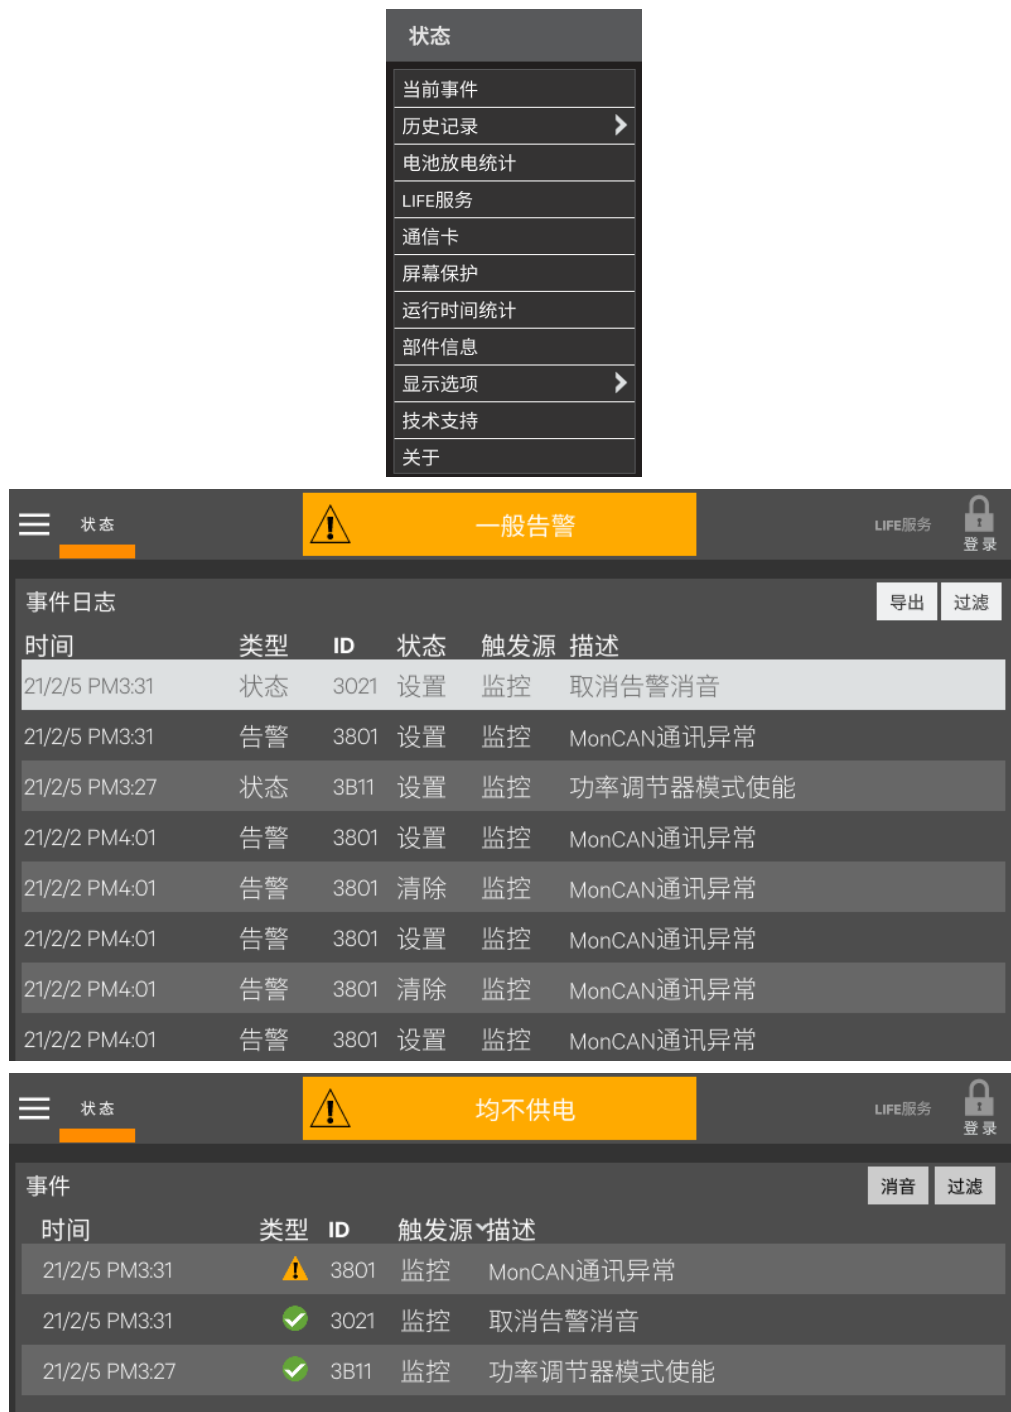 状态
当前事件
历史记录
电池放电统计
LIFE服务
通信卡
屏幕保护
运行时间统计
部件信息
显示选项
技术支持
关于
状态 一般告警 LIFE服务 登录
事件日志 导出 过滤
时间 类型 ID 状态 触发源 描述
21/2/5 PM3:31 状态 3021 设置 监控 取消告警消音
21/2/5 PM3:31 告警 3801 设置 监控 MonCAN通讯异常
21/2/5 PM3:27 状态 3B11 设置 监控 功率调节器模式使能
21/2/2 PM4:01 告警 3801 设置 监控 MonCAN通讯异常
21/2/2 PM4:01 告警 3801 清除 监控 MonCAN通讯异常
21/2/2 PM4:01 告警 3801 设置 监控 MonCAN通讯异常
21/2/2 PM4:01 告警 3801 清除 监控 MonCAN通讯异常
21/2/2 PM4:01 告警 3801 设置 监控 MonCAN通讯异常
状态 均不供电 LIFE服务 登录
事件 消音 过滤
时间 类型 ID 触发源 描述
21/2/5 PM3:31 3801 监控 MonCAN通讯异常
21/2/5 PM3:31 3021 监控 取消告警消音
21/2/5 PM3:27 3B11 监控 功率调节器模式使能